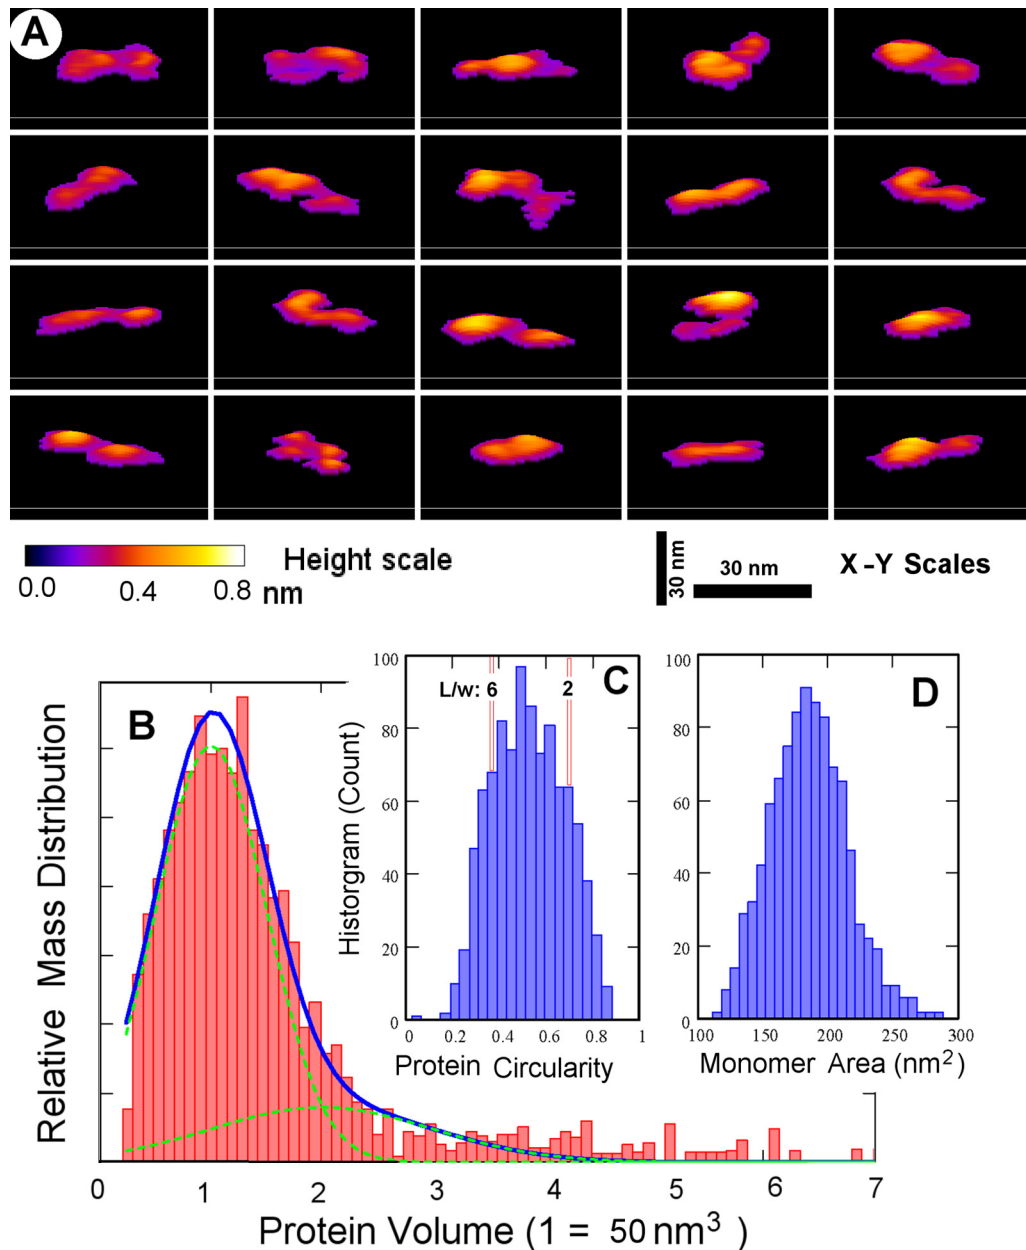 A
0.0 0.4 0.8 nm
Height scale
30 nm
30 nm
X -Y Scales
B
Relative Mass Distribution
0 1 2 3 4 5 6 7
Protein Volume (1 = 50 nm³ )
C
L/w: 6 2
Historgram (Count)
100
80
60
40
20
0
0 0.2 0.4 0.6 0.8 1
Protein Circularity
D
100
80
60
40
20
0
100 150 200 250 300
Monomer Area (nm²)